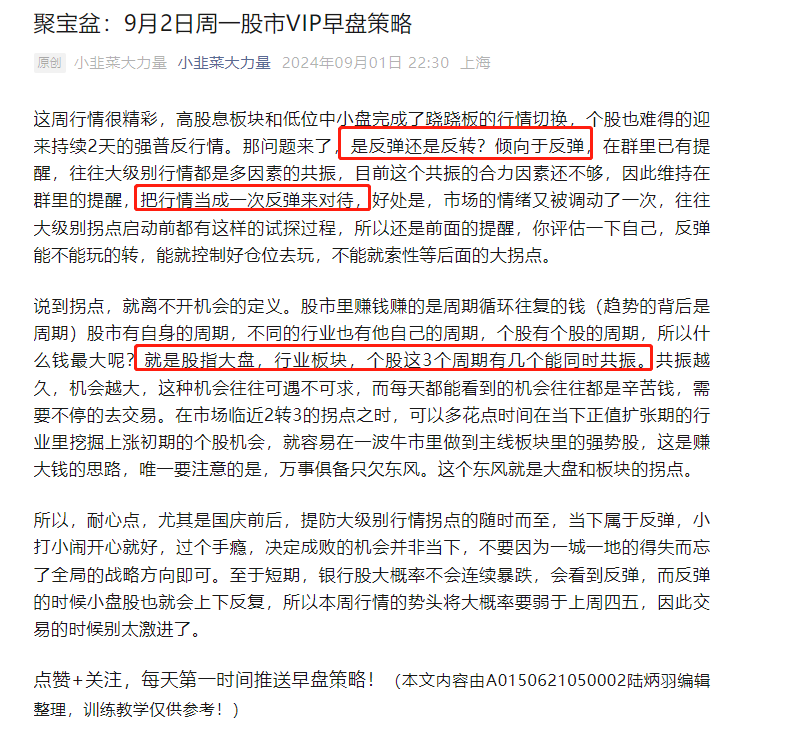 聚宝盆：9月2日周一股市VIP早盘策略
原创 小韭菜大力量 小韭菜大力量 2024年09月01日 22:30 上海
这周行情很精彩，高股息板块和低位中小盘完成了跷跷板的行情切换，个股也难得的迎
来持续2天的强普反行情。那问题来了，是反弹还是反转？倾向于反弹，在群里已有提
醒，往往大级别行情都是多因素的共振，目前这个共振的合力因素还不够，因此维持在
群里的提醒，把行情当成一次反弹来对待，好处是，市场的情绪又被调动了一次，往往
大级别拐点启动前都有这样的试探过程，所以还是前面的提醒，你评估一下自己，反弹
能不能玩的转，能就控制好仓位去玩，不能就索性等后面的大拐点。
说到拐点，就离不开机会的定义。股市里赚钱赚的是周期循环往复的钱（趋势的背后是
周期）股市有自身的周期，不同的行业也有他自己的周期，个股有个股的周期，所以什
么钱最大呢？就是股指大盘，行业板块，个股这3个周期有几个能同时共振。共振越
久，机会越大，这种机会往往可遇不可求，而每天都能看到的机会往往都是辛苦钱，需
要不停的去交易。在市场临近2转3的拐点之时，可以多花点时间在当下正值扩张期的行
业里挖掘上涨初期的个股机会，就容易在一波牛市里做到主线板块里的强势股，这是赚
大钱的思路，唯一要注意的是，万事俱备只欠东风。这个东风就是大盘和板块的拐点。
所以，耐心点，尤其是国庆前后，提防大级别行情拐点的随时而至，当下属于反弹，小
打小闹开心就好，过个手瘾，决定成败的机会并非当下，不要因为一城一地的得失而忘
了全局的战略方向即可。至于短期，银行股大概率不会连续暴跌，会看到反弹，而反弹
的时候小盘股也就会上下反复，所以本周行情的势头将大概率要弱于上周四五，因此交
易的时候别太激进了。
点赞+关注，每天第一时间推送早盘策略！（本文内容由A0150621050002陆炳羽编辑
整理，训练教学仅供参考！）